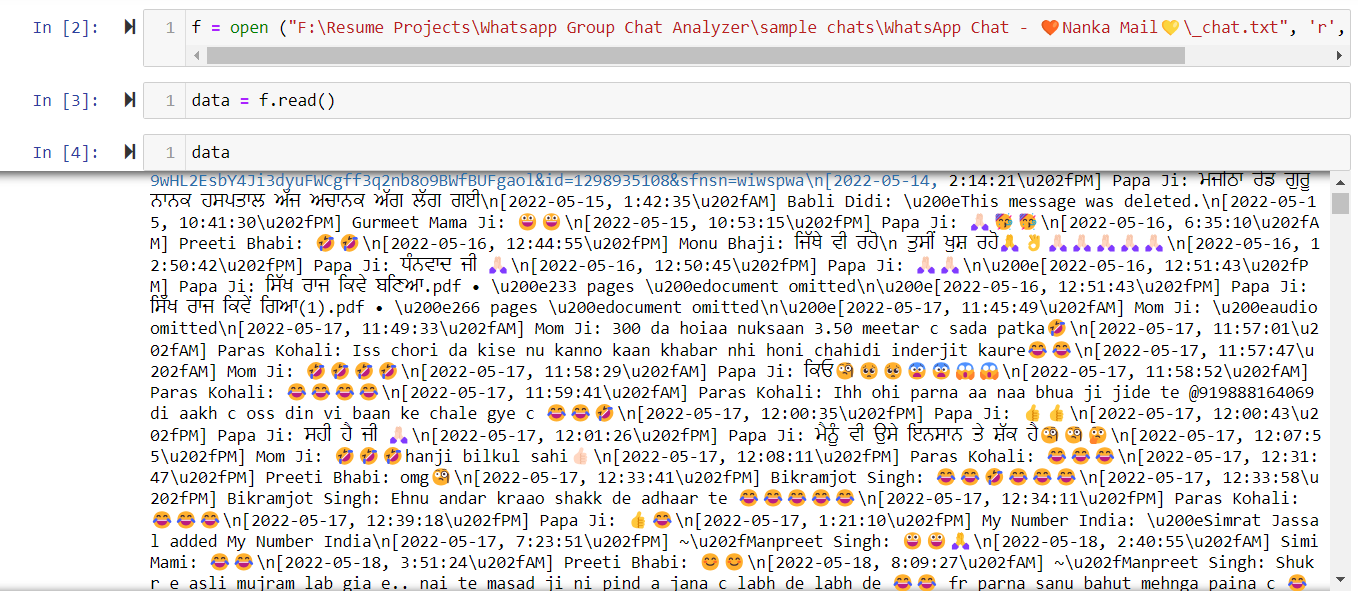 In [2]: 1 f = open ("F:\Resume Projects\Whatsapp Group Chat Analyzer\sample chats\WhatsApp Chat - 🧡Nanka Mail💛\_chat.txt", 'r',
In [3]: 1 data = f.read()
In [4]: 1 data
9wHL2EsbY4Ji3dyuFWCgff3q2nb8o9BWfBUFgaol&id=1298935108&sfnsn=wiwspwa\n[2022-05-14, 2:14:21\u202fPM] Papa Ji: ਮਜੀਠਾ ਰੋਡ ਗੁਰੂ
ਨਾਨਕ ਹਸਪਤਾਲ ਅੱਜ ਅਚਾਨਕ ਅੱਗ ਲੱਗ ਗਈ\n[2022-05-15, 1:42:35\u202fAM] Babli Didi: \u200eThis message was deleted.\n[2022-05-1
5, 10:41:30\u202fPM] Gurmeet Mama Ji: 😀😀\n[2022-05-15, 10:53:15\u202fPM] Papa Ji: 🙏🏻🥳🥳\n[2022-05-16, 6:35:10\u202fA
M] Preeti Bhabi: 🤣🤣\n[2022-05-16, 12:44:55\u202fPM] Monu Bhaji: ਜਿੱਥੇ ਵੀ ਰਹੋ\n ਤੁਸੀਂ ਖੁਸ਼ ਰਹੋ🙏👌🙏🏻🙏🏻🙏🏻🙏🏻🙏🏻\n[2022-05-16, 1
2:50:42\u202fPM] Papa Ji: ਧੰਨਵਾਦ ਜੀ 🙏🏻\n[2022-05-16, 12:50:45\u202fPM] Papa Ji: 🙏🏻🙏🏻\n\u200e[2022-05-16, 12:51:43\u202fP
M] Papa Ji: ਸਿੱਖ ਰਾਜ ਕਿਵੇ ਬਣਿਆ.pdf • \u200e233 pages \u200edocument omitted\n\u200e[2022-05-16, 12:51:43\u202fPM] Papa Ji:
ਸਿੱਖ ਰਾਜ ਕਿਵੇਂ ਗਿਆ(1).pdf • \u200e266 pages \u200edocument omitted\n\u200e[2022-05-17, 11:45:49\u202fAM] Mom Ji: \u200eaudio
omitted\n[2022-05-17, 11:49:33\u202fAM] Mom Ji: 300 da hoiaa nuksaan 3.50 meetar c sada patka🤣\n[2022-05-17, 11:57:01\u2
02fAM] Paras Kohali: Iss chori da kise nu kanno kaan khabar nhi honi chahidi inderjit kaure😂😂\n[2022-05-17, 11:57:47\u
202fAM] Mom Ji: 🤣🤣🤣🤣\n[2022-05-17, 11:58:29\u202fAM] Papa Ji: ਕਿਓਂ🧐🥺🥺😨😨😱😱\n[2022-05-17, 11:58:52\u202fAM]
Paras Kohali: 😂😂😂😂\n[2022-05-17, 11:59:41\u202fAM] Paras Kohali: Ihh ohi parna aa naa bhua ji jide te @919888164069
di aakh c oss din vi baan ke chale gye c 😂😂🤣\n[2022-05-17, 12:00:35\u202fPM] Papa Ji: 👍👍\n[2022-05-17, 12:00:43\u2
02fPM] Papa Ji: ਸਹੀ ਹੈ ਜੀ 🙏🏻\n[2022-05-17, 12:01:26\u202fPM] Papa Ji: ਮੈਨੂੰ ਵੀ ਉਸੇ ਇਨਸਾਨ ਤੇ ਸ਼ੱਕ ਹੈ🧐🧐🤔\n[2022-05-17, 12:07:5
5\u202fPM] Mom Ji: 🤣🤣🤣hanji bilkul sahi👍🏻\n[2022-05-17, 12:08:11\u202fPM] Paras Kohali: 😂😂😂\n[2022-05-17, 12:31:
47\u202fPM] Preeti Bhabi: omg🧐\n[2022-05-17, 12:33:41\u202fPM] Bikramjot Singh: 😂😂🤣😂😂😂\n[2022-05-17, 12:33:58\u
202fPM] Bikramjot Singh: Ehnu andar kraao shakk de adhaar te 😂😂😂😂😂\n[2022-05-17, 12:34:11\u202fPM] Paras Kohali:
😂😂😂\n[2022-05-17, 12:39:18\u202fPM] Papa Ji: 👍😂\n[2022-05-17, 1:21:10\u202fPM] My Number India: \u200eSimrat Jassa
l added My Number India\n[2022-05-17, 7:23:51\u202fPM] ~\u202fManpreet Singh: 😀😀🙏\n[2022-05-18, 2:40:55\u202fAM] Simi
Mami: 😂😂\n[2022-05-18, 3:51:24\u202fAM] Preeti Bhabi: 😊😊\n[2022-05-18, 8:09:27\u202fAM] ~\u202fManpreet Singh: Shuk
r e asli mujram lab gia e.. nai te masad ji ni pind a jana c labh de labh de 😂😂 fr parna sanu bahut mehnga paina c 😂